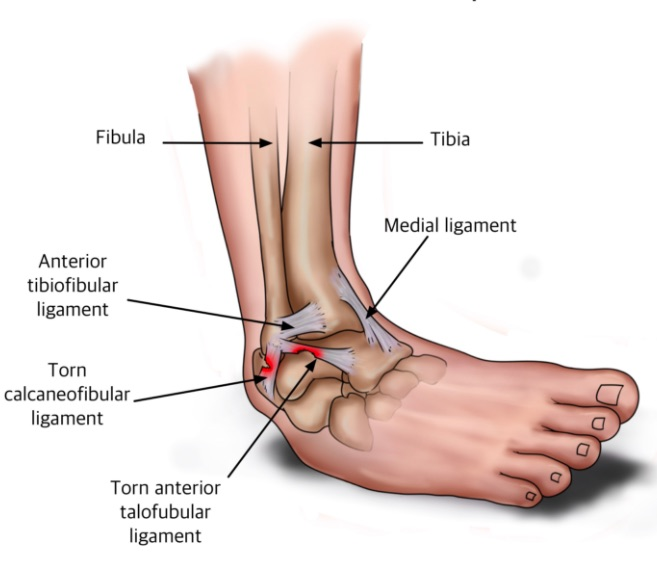 Fibula
Tibia
Medial ligament
Anterior
tibiofibular
ligament
Torn
calcaneofibular
ligament
Torn anterior
talofubular
ligament